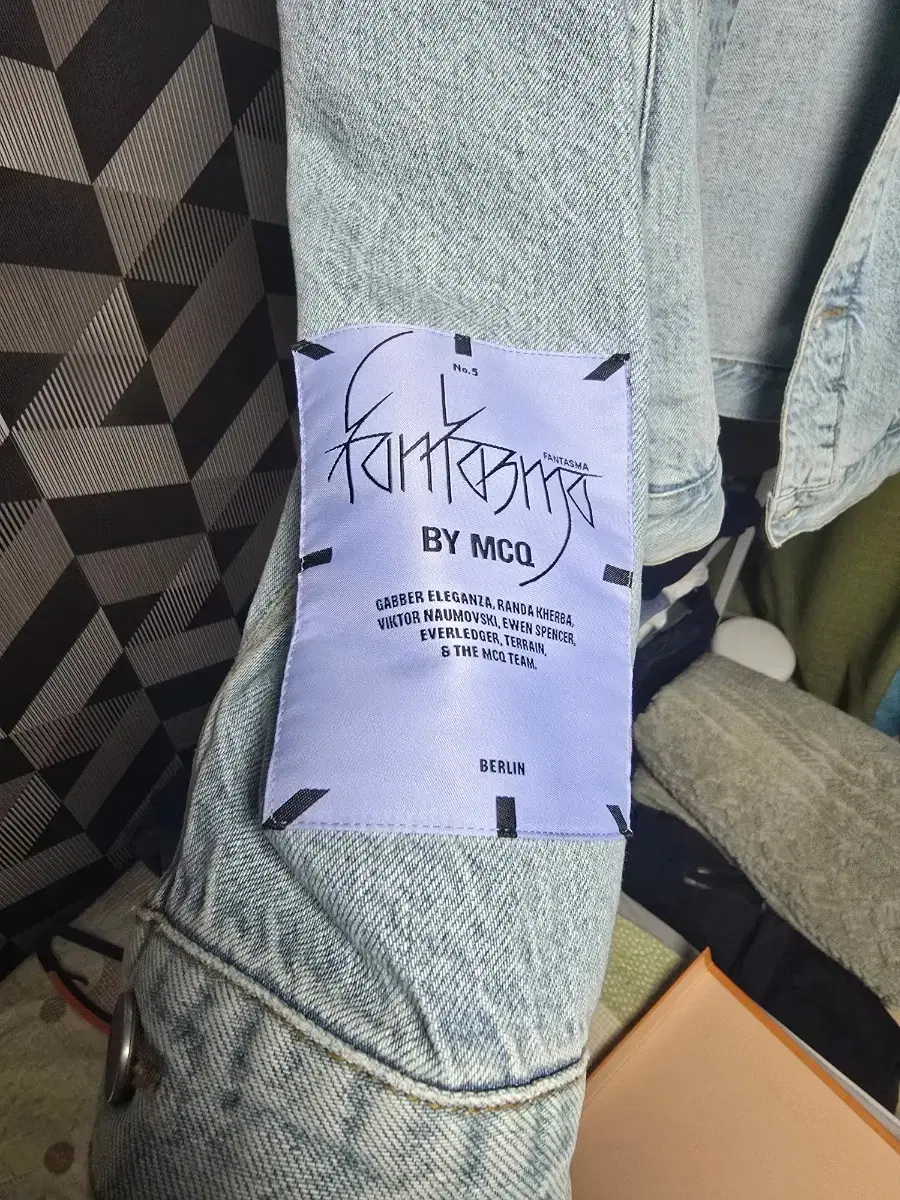 No.5
fantasma
FANTASMA
BY MCQ
GABBER ELEGANZA, RANDA KHERBA,
VIKTOR NAUMOVSKI, EWEN SPENCER,
EVERLEDGER, TERRAIN,
& THE MCQ TEAM.
BERLIN